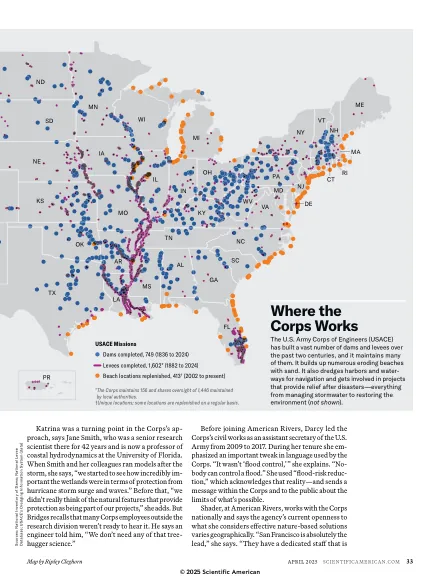 ND
MN
SD
WI
MI
NE
IA
IL
IN
OH
KS
MO
KY
WV
VA
PA
MD
NJ
DE
NY
VT
NH
ME
MA
RI
CT
OK
AR
TN
NC
SC
TX
LA
MS
AL
GA
FL
PR
USACE Missions
Dams completed, 749 (1836 to 2024)
Levees completed, 1,602* (1882 to 2024)
Beach locations replenished, 413† (2002 to present)
by local authorities.
†Unique locations; some locations are replenished on a regular basis.
Where the
Corps Works
The U.S. Army Corps of Engineers (USACE)
has built a vast number of dams and levees over
the past two centuries, and it maintains many
of them. It builds up numerous eroding beaches
with sand. It also dredges harbors and water-
ways for navigation and gets involved in projects
that provide relief after disasters—everything
from managing stormwater to restoring the
environment (not shown).
Katrina was a turning point in the Corps's ap-
proach, says Jane Smith, who was a senior research
scientist there for 42 years and is now a professor of
coastal hydrodynamics at the University of Florida.
When Smith and her colleagues ran models after the
storm, she says, "we started to see how incredibly im-
portant the wetlands were in terms of protection from
hurricane storm surge and waves." Before that, "we
didn't really think of the natural features that provide
protection as being part of our projects," she adds. But
Bridges recalls that many Corps employees outside the
research division weren't ready to hear it. He says an
engineer told him, "We don't need any of that tree-
hugger science."
Before joining American Rivers, Darcy led the
Corps's civil works as an assistant secretary of the U.S.
Army from 2009 to 2017. During her tenure she em-
phasized an important tweak in language used by the
Corps. "It wasn't 'flood control,'" she explains. "No-
body can control a flood." She used "flood-risk reduc-
tion," which acknowledges that reality—and sends a
message within the Corps and to the public about the
limits of what's possible.
Shader, at American Rivers, works with the Corps
nationally and says the agency's current openness to
what she considers effective nature-based solutions
varies geographically. "San Francisco is absolutely the
lead," she says. "They have a dedicated staff that is
Map by Ripley Cleghorn
APRIL 2025 SCIENTIFICAMERICAN.COM 33
© 2025 Scientific American